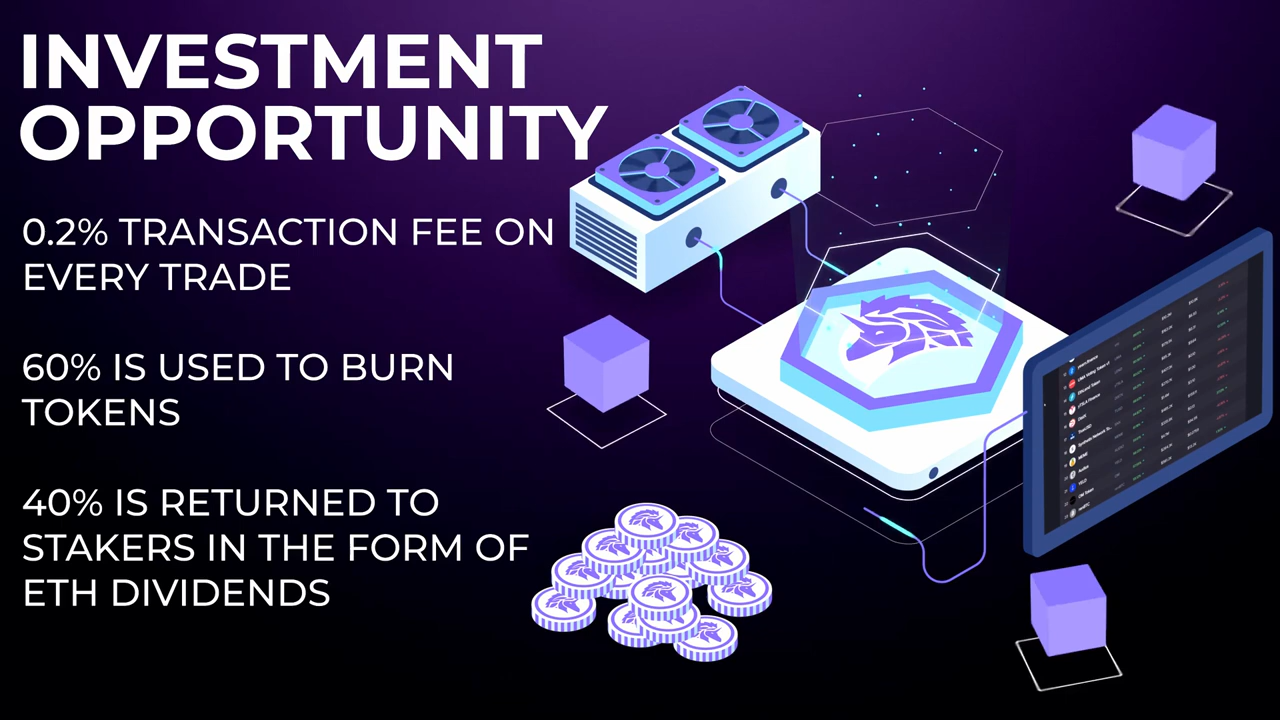 INVESTMENT
OPPORTUNITY
0.2% TRANSACTION FEE ON
EVERY TRADE
60% IS USED TO BURN
TOKENS
40% IS RETURNED TO
STAKERS IN THE FORM OF
ETH DIVIDENDS